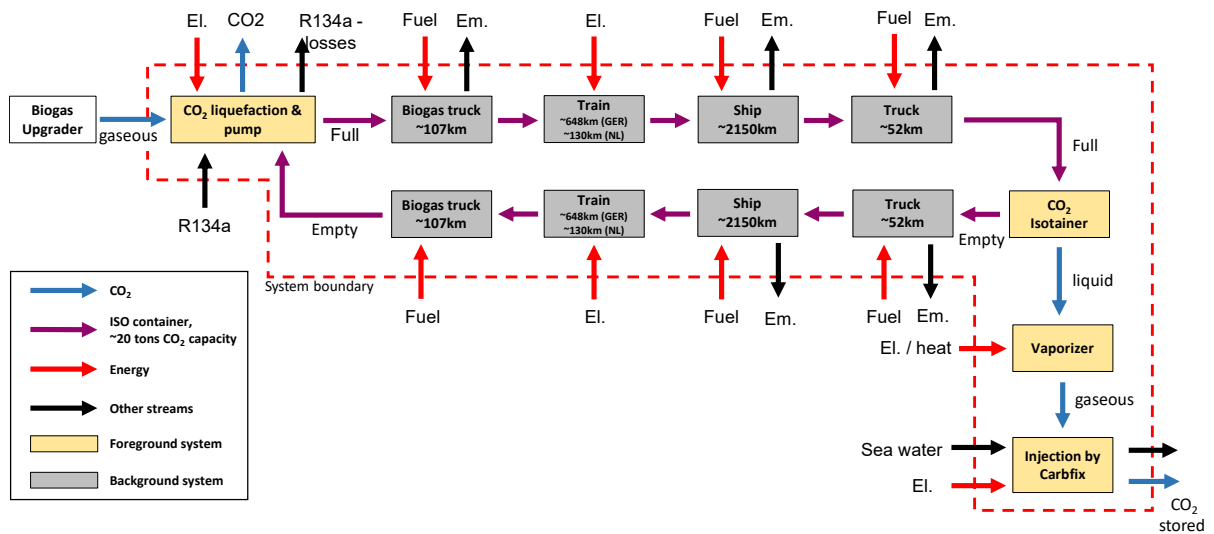 El.
CO2
R134a -
losses
Fuel
Em.
El.
Fuel
Em.
Fuel
Em.
Biogas
Upgrader
gaseous
CO₂ liquefaction &
pump
Full
Biogas truck
~107km
Train
~648km (GER)
~130km (NL)
Ship
~2150km
Truck
~52km
Full
R134a
Empty
Biogas truck
~107km
Train
~648km (GER)
~130km (NL)
Ship
~2150km
Truck
~52km
Empty
CO₂
Isotainer
System boundary
Fuel
El.
Fuel
Em.
Fuel
Em.
liquid
El. / heat
Vaporizer
gaseous
Sea water
El.
Injection by
Carbfix
CO₂
stored
CO₂
ISO container,
~20 tons CO₂ capacity
Energy
Other streams
Foreground system
Background system